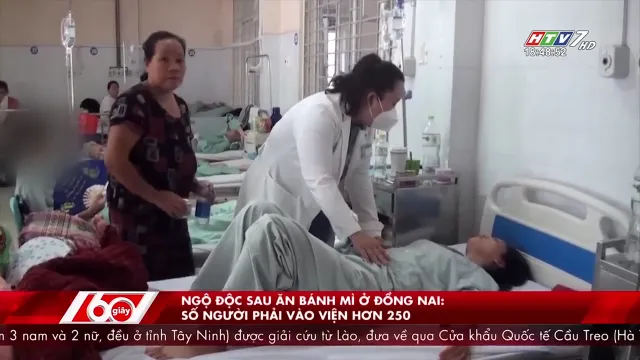 HTV7 HD
18:48:52
60 giây
NGỘ ĐỘC SAU ĂN BÁNH MÌ Ở ĐỒNG NAI:
SỐ NGƯỜI PHẢI VÀO VIỆN HƠN 250
m 3 nam và 2 nữ, đều ở tỉnh Tây Ninh) được giải cứu từ Lào, đưa về qua Cửa khẩu Quốc tế Cầu Treo (Hà